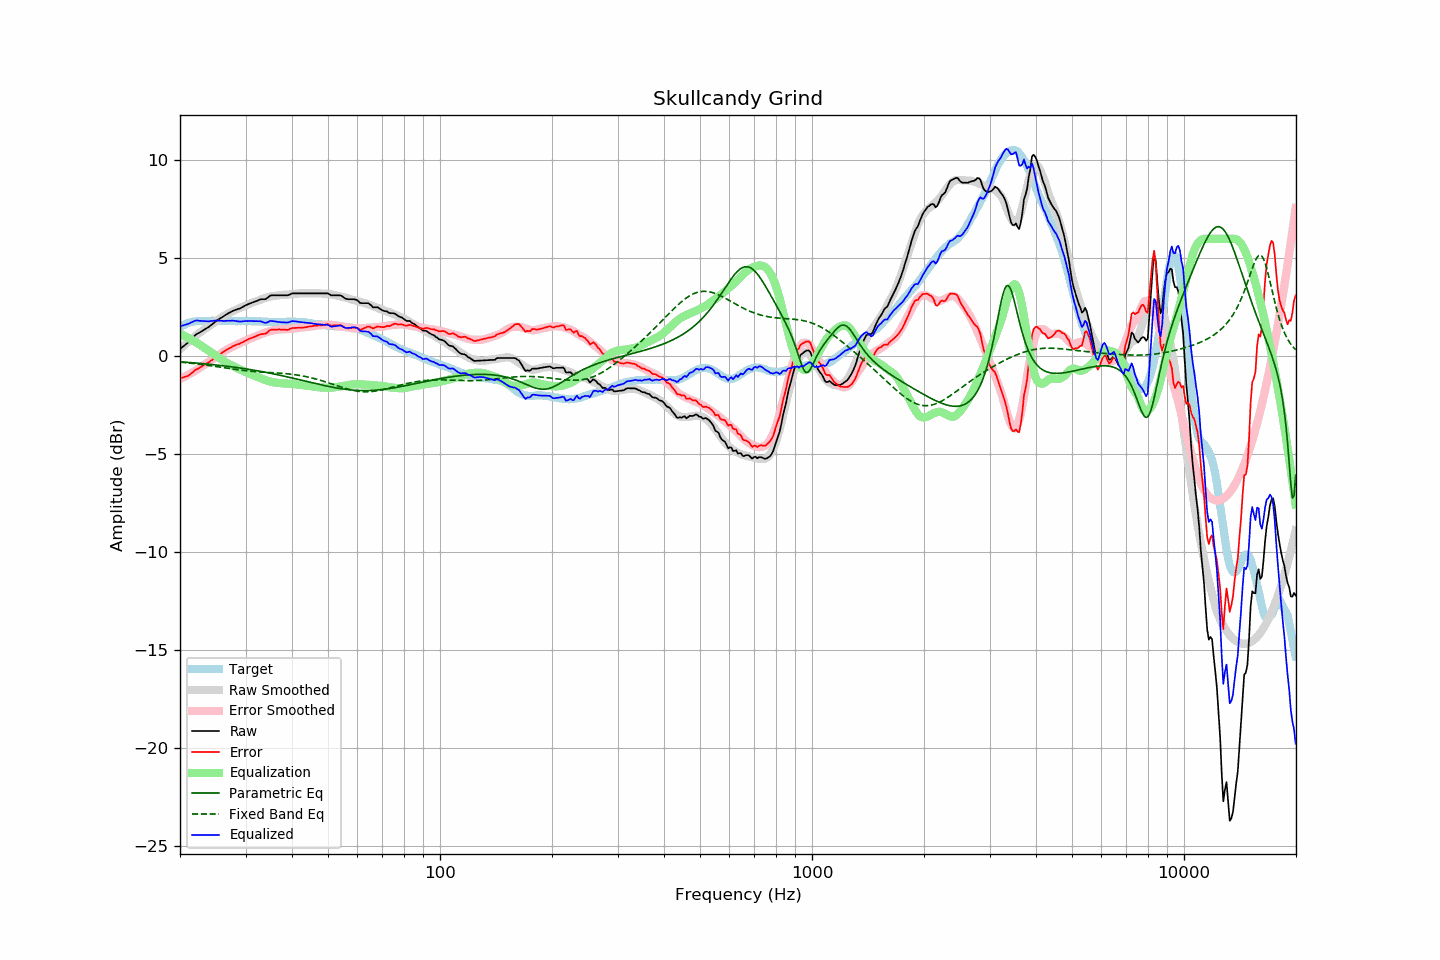 Skullcandy Grind
10
5
0
−5
−10
−15
−20
−25
Amplitude (dBr)
Target
Raw Smoothed
Error Smoothed
Raw
Error
Equalization
Parametric Eq
Fixed Band Eq
Equalized
100
1000
10000
Frequency (Hz)